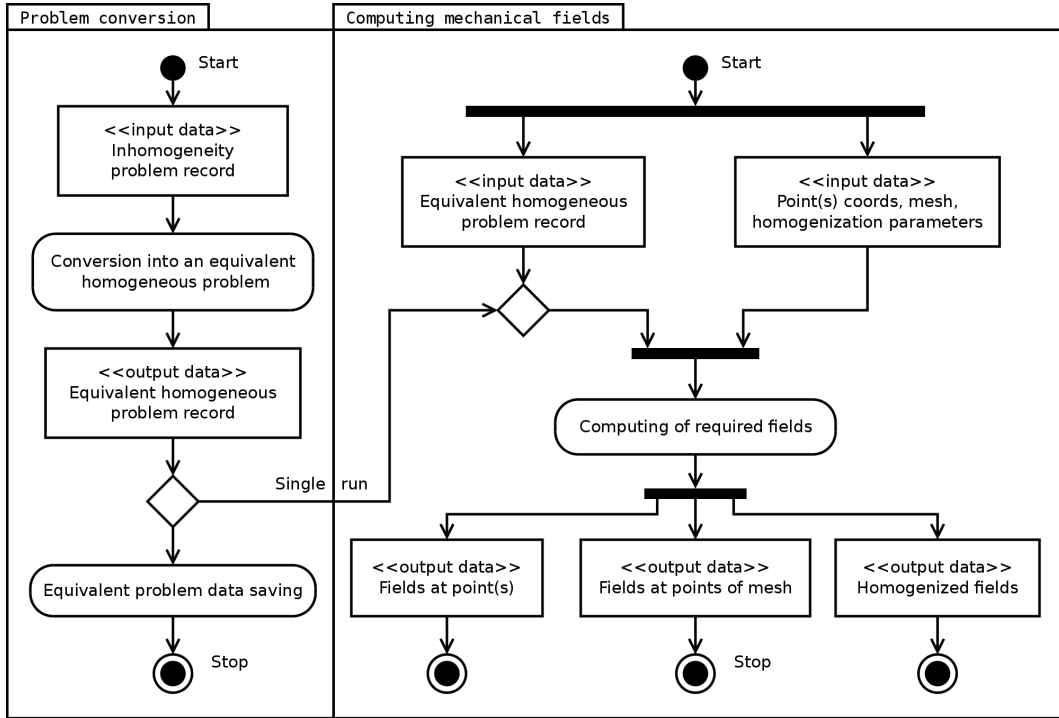 Problem conversion
Computing mechanical fields
Start
<<input data>>
Inhomogeneity
problem record
Conversion into an equivalent
homogeneous problem
<<output data>>
Equivalent homogeneous
problem record
Single run
Equivalent problem data saving
Stop
Start
<<input data>>
Equivalent homogeneous
problem record
<<input data>>
Point(s) coords, mesh,
homogenization parameters
Computing of required fields
<<output data>>
Fields at point(s)
<<output data>>
Fields at points of mesh
<<output data>>
Homogenized fields
Stop